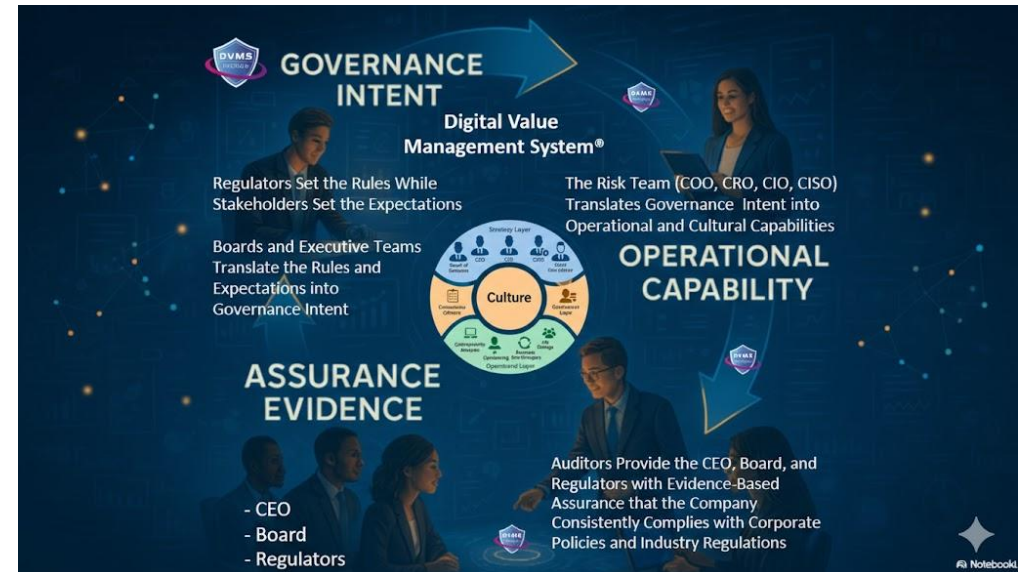 DVMS
GOVERNANCE
INTENT
Digital Value
Management System®
Regulators Set the Rules While
Stakeholders Set the Expectations
The Risk Team (COO, CRO, CIO, CISO)
Translates Governance Intent into
Operational and Cultural Capabilities
Boards and Executive Teams
Translate the Rules and
Expectations into
Governance Intent
OPERATIONAL
CAPABILITY
CEO
Culture
DVMS
ASSURANCE
EVIDENCE
Auditors Provide the CEO, Board, and
Regulators with Evidence-Based
Assurance that the Company
Consistently Complies with Corporate
Policies and Industry Regulations
- CEO
- Board
- Regulators